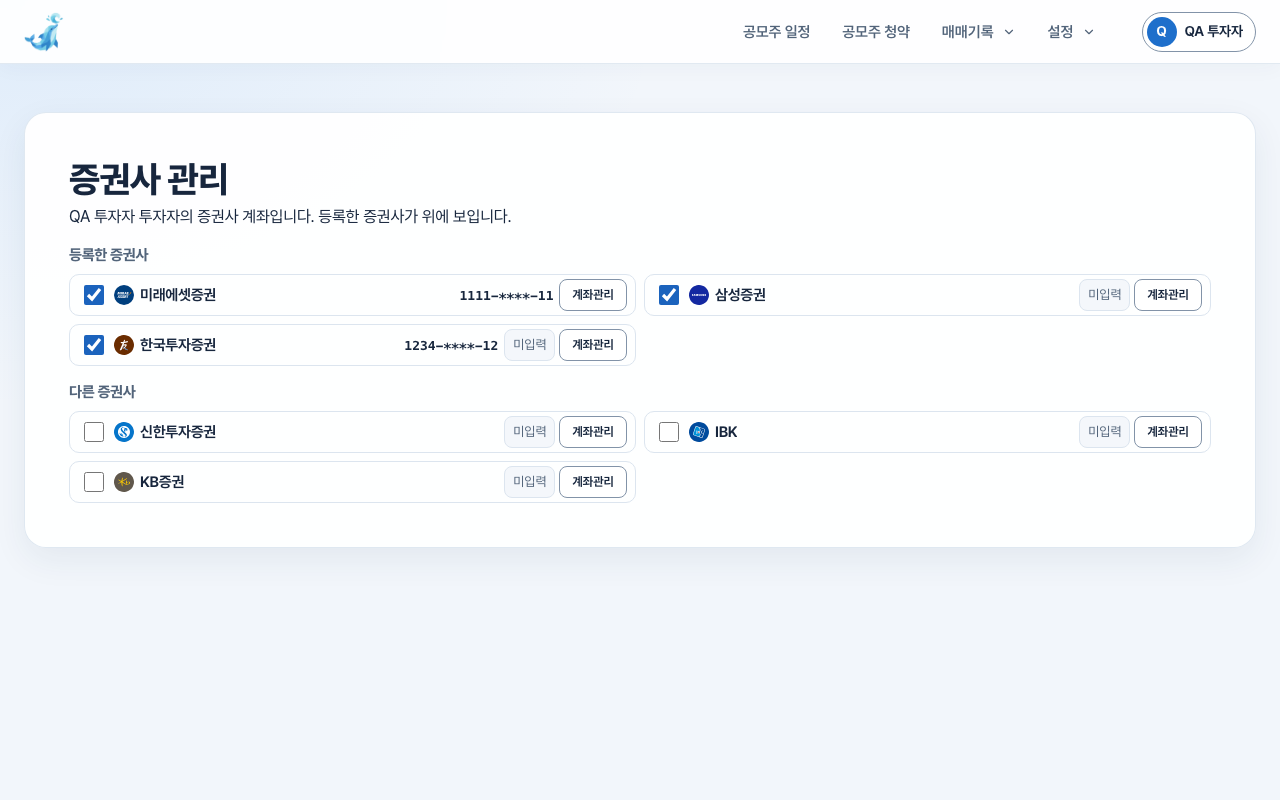 공모주 일정 공모주 청약 매매기록 설정 Q QA 투자자
증권사 관리
QA 투자자 투자자의 증권사 계좌입니다. 등록한 증권사가 위에 보입니다.
등록한 증권사
미래에셋증권 1111-****-11 계좌관리
삼성증권 미입력 계좌관리
한국투자증권 1234-****-12 미입력 계좌관리
다른 증권사
신한투자증권 미입력 계좌관리
IBK 미입력 계좌관리
KB증권 미입력 계좌관리